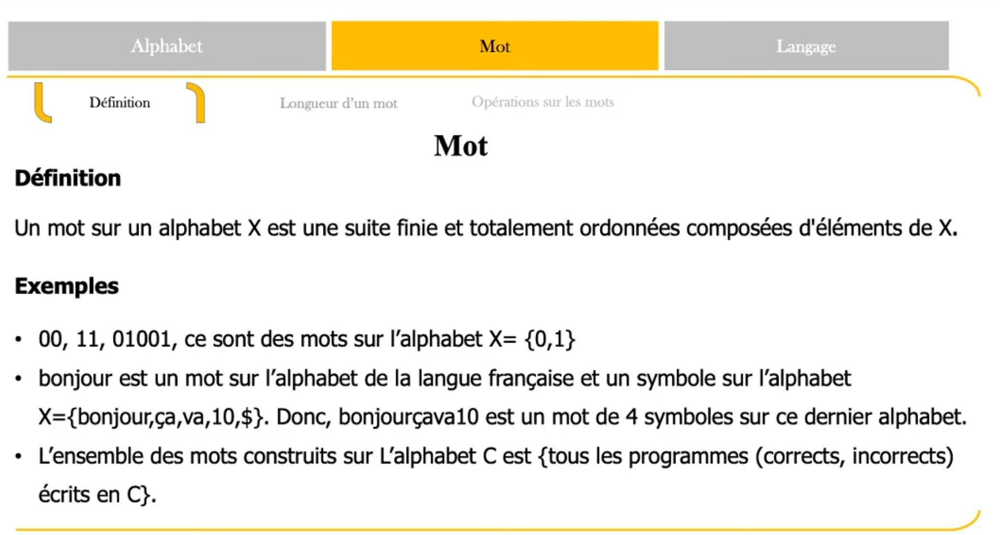 Alphabet
Mot
Langage
Définition
Longueur d’un mot
Opérations sur les mots
Mot
Définition
Un mot sur un alphabet X est une suite finie et totalement ordonnées composées d'éléments de X.
Exemples
• 00, 11, 01001, ce sont des mots sur l’alphabet X= {0,1}
• bonjour est un mot sur l’alphabet de la langue française et un symbole sur l’alphabet
X={bonjour,ça,va,10,$}. Donc, bonjourçava10 est un mot de 4 symboles sur ce dernier alphabet.
• L’ensemble des mots construits sur L’alphabet C est {tous les programmes (corrects, incorrects)
écrits en C}.